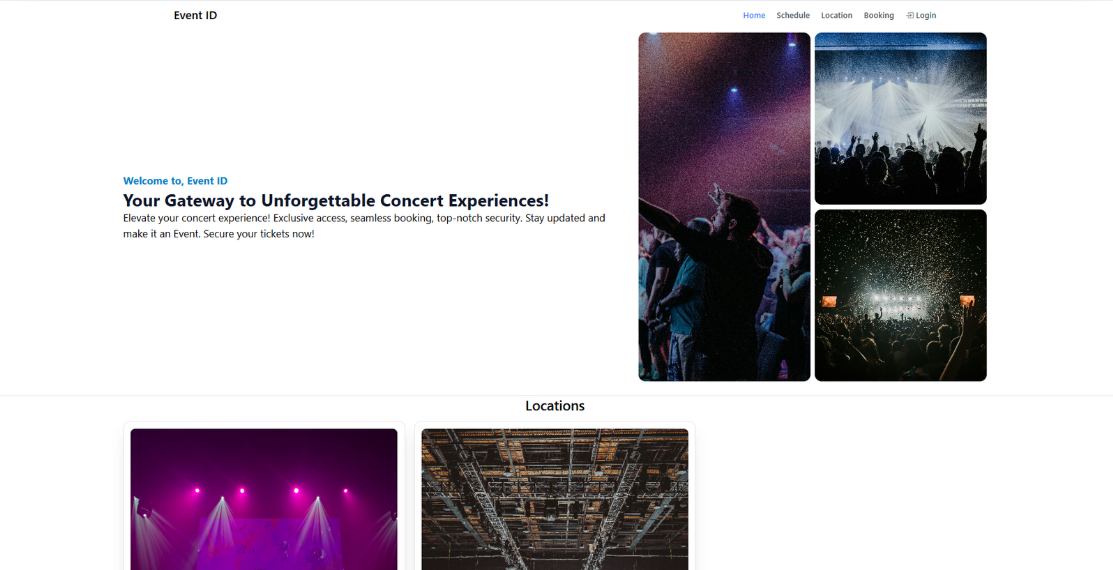 Event ID
Home Schedule Location Booking Login
Welcome to, Event ID
Your Gateway to Unforgettable Concert Experiences!
Elevate your concert experience! Exclusive access, seamless booking, top-notch security. Stay updated and
make it an Event. Secure your tickets now!
Locations